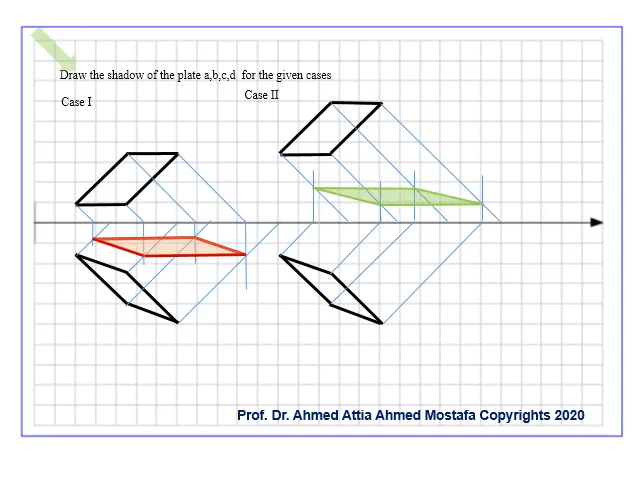 Draw the shadow of the plate a,b,c,d for the given cases
Case I
Case II
Prof. Dr. Ahmed Attia Ahmed Mostafa Copyrights 2020